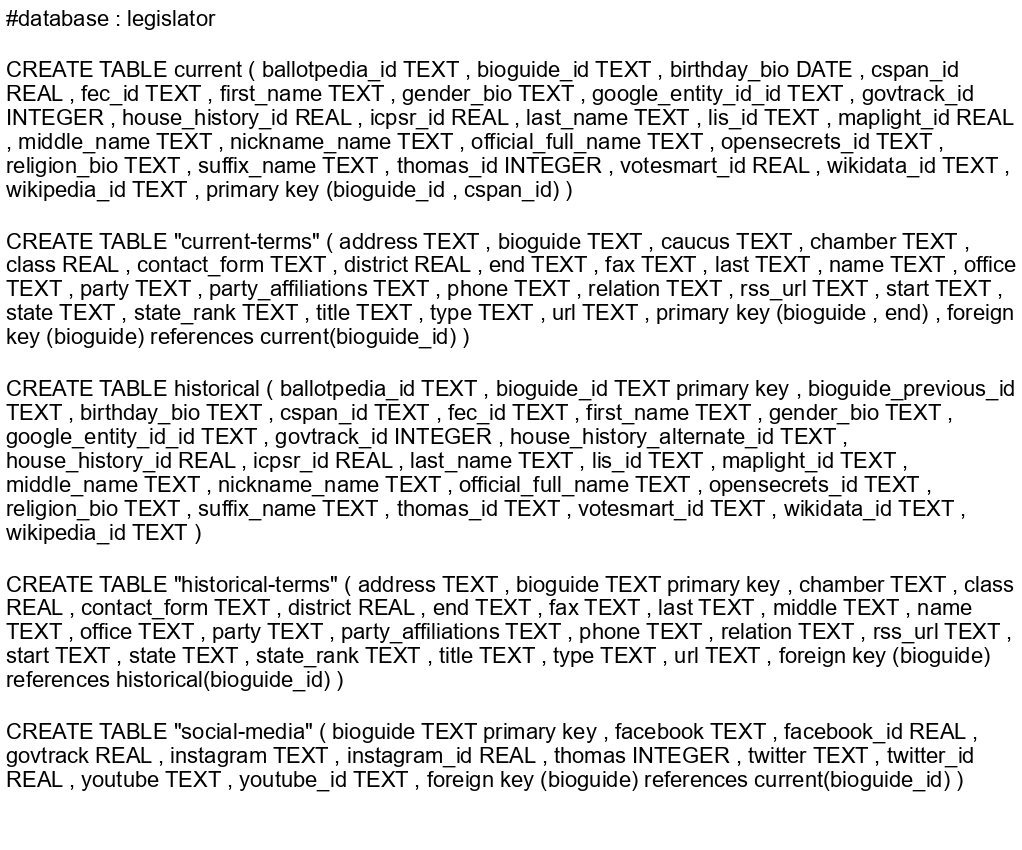 #database : legislator
CREATE TABLE current ( ballotpedia_id TEXT , bioguide_id TEXT , birthday_bio DATE , cspan_id
REAL , fec_id TEXT , first_name TEXT , gender_bio TEXT , google_entity_id_id TEXT , govtrack_id
INTEGER , house_history_id REAL , icpsr_id REAL , last_name TEXT , lis_id TEXT , maplight_id REAL
, middle_name TEXT , nickname_name TEXT , official_full_name TEXT , opensecrets_id TEXT ,
religion_bio TEXT , suffix_name TEXT , thomas_id INTEGER , votesmart_id REAL , wikidata_id TEXT ,
wikipedia_id TEXT , primary key (bioguide_id , cspan_id) )
CREATE TABLE "current-terms" ( address TEXT , bioguide TEXT , caucus TEXT , chamber TEXT ,
class REAL , contact_form TEXT , district REAL , end TEXT , fax TEXT , last TEXT , name TEXT , office
TEXT , party TEXT , party_affiliations TEXT , phone TEXT , relation TEXT , rss_url TEXT , start TEXT ,
state TEXT , state_rank TEXT , title TEXT , type TEXT , url TEXT , primary key (bioguide , end) , foreign
key (bioguide) references current(bioguide_id) )
CREATE TABLE historical ( ballotpedia_id TEXT , bioguide_id TEXT primary key , bioguide_previous_id
TEXT , birthday_bio TEXT , cspan_id TEXT , fec_id TEXT , first_name TEXT , gender_bio TEXT ,
google_entity_id_id TEXT , govtrack_id INTEGER , house_history_alternate_id TEXT ,
house_history_id REAL , icpsr_id REAL , last_name TEXT , lis_id TEXT , maplight_id TEXT ,
middle_name TEXT , nickname_name TEXT , official_full_name TEXT , opensecrets_id TEXT ,
religion_bio TEXT , suffix_name TEXT , thomas_id TEXT , votesmart_id TEXT , wikidata_id TEXT ,
wikipedia_id TEXT )
CREATE TABLE "historical-terms" ( address TEXT , bioguide TEXT primary key , chamber TEXT , class
REAL , contact_form TEXT , district REAL , end TEXT , fax TEXT , last TEXT , middle TEXT , name
TEXT , office TEXT , party TEXT , party_affiliations TEXT , phone TEXT , relation TEXT , rss_url TEXT ,
start TEXT , state TEXT , state_rank TEXT , title TEXT , type TEXT , url TEXT , foreign key (bioguide)
references historical(bioguide_id) )
CREATE TABLE "social-media" ( bioguide TEXT primary key , facebook TEXT , facebook_id REAL ,
govtrack REAL , instagram TEXT , instagram_id REAL , thomas INTEGER , twitter TEXT , twitter_id
REAL , youtube TEXT , youtube_id TEXT , foreign key (bioguide) references current(bioguide_id) )